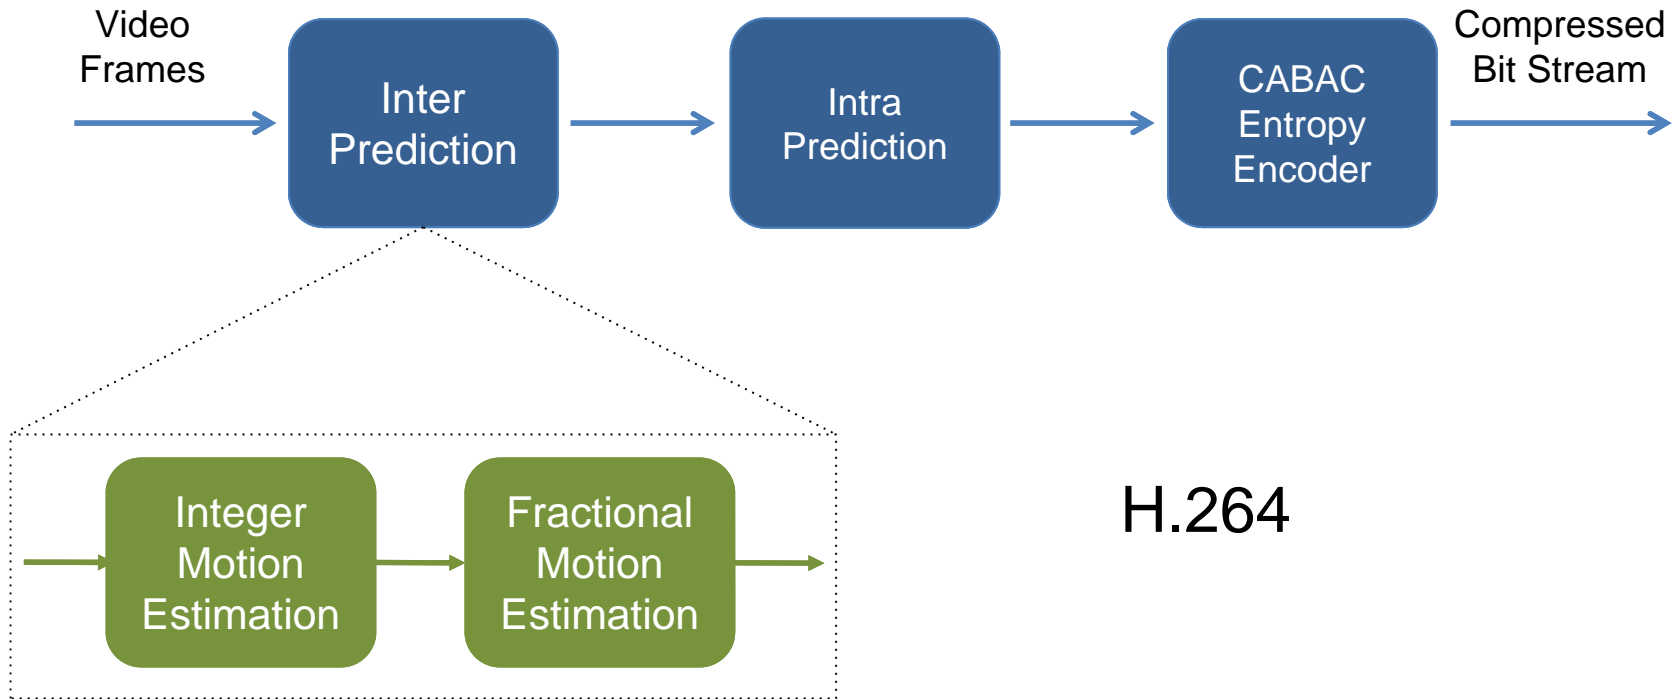 Video
Frames
Inter
Prediction
Intra
Prediction
CABAC
Entropy
Encoder
Compressed
Bit Stream
Integer
Motion
Estimation
Fractional
Motion
Estimation
H.264